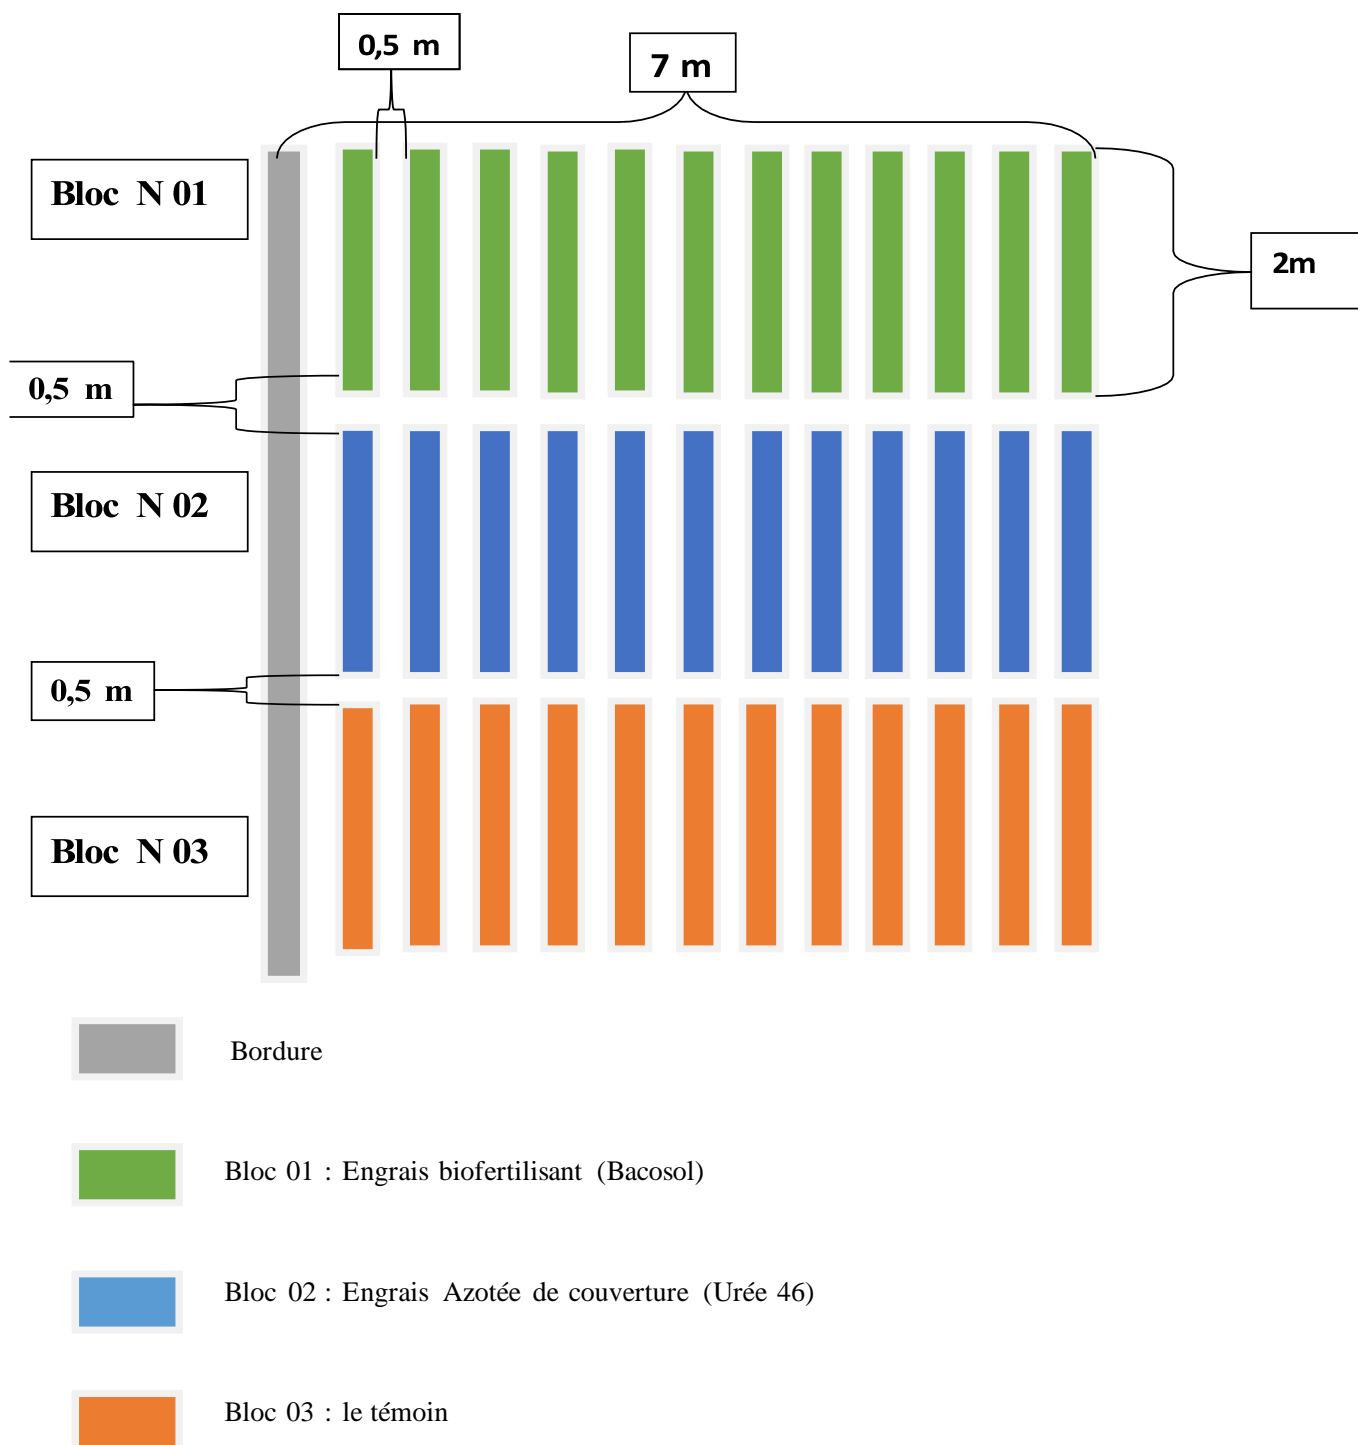 0,5 m
7 m
Bloc N 01
2m
0,5 m
Bloc N 02
0,5 m
Bloc N 03
Bordure
Bloc 01 : Engrais biofertilisant (Bacosol)
Bloc 02 : Engrais Azotée de couverture (Urée 46)
Bloc 03 : le témoin